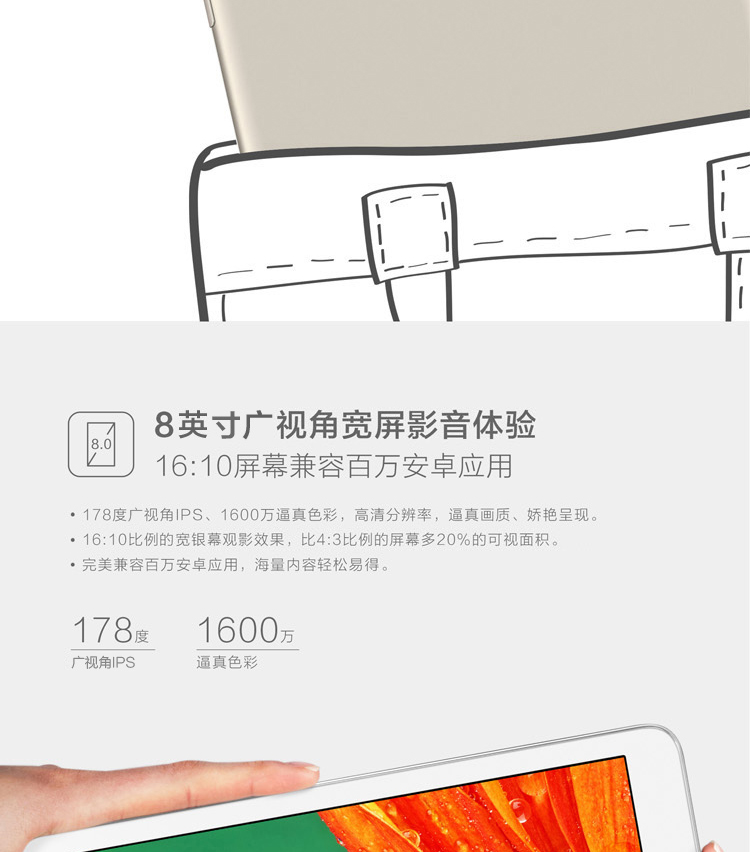 8.0
8英寸广视角宽屏影音体验
16:10屏幕兼容百万安卓应用
• 178度广视角IPS、1600万逼真色彩，高清分辨率，逼真画质、娇艳呈现。
• 16:10比例的宽银幕观影效果，比4:3比例的屏幕多20%的可视面积。
• 完美兼容百万安卓应用，海量内容轻松易得。
178度 1600万
广视角IPS 逼真色彩